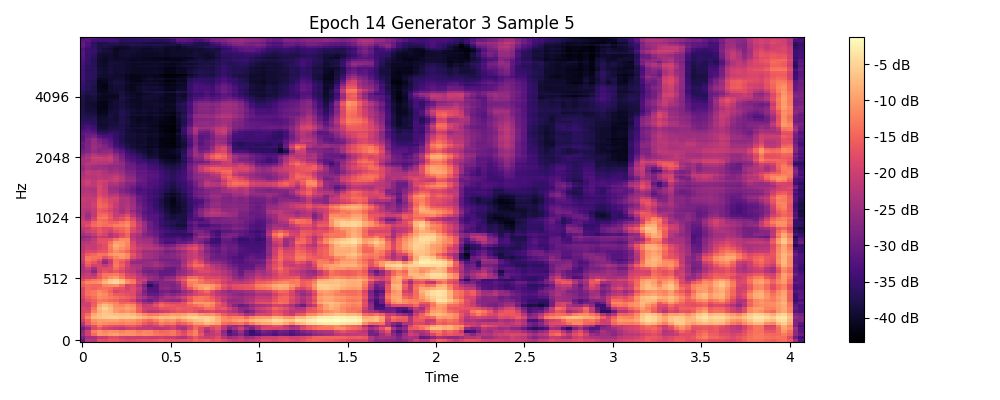 Epoch 14 Generator 3 Sample 5
Hz
4096
2048
1024
512
0
0
0.5
1
1.5
2
2.5
3
3.5
4
Time
-5 dB
-10 dB
-15 dB
-20 dB
-25 dB
-30 dB
-35 dB
-40 dB